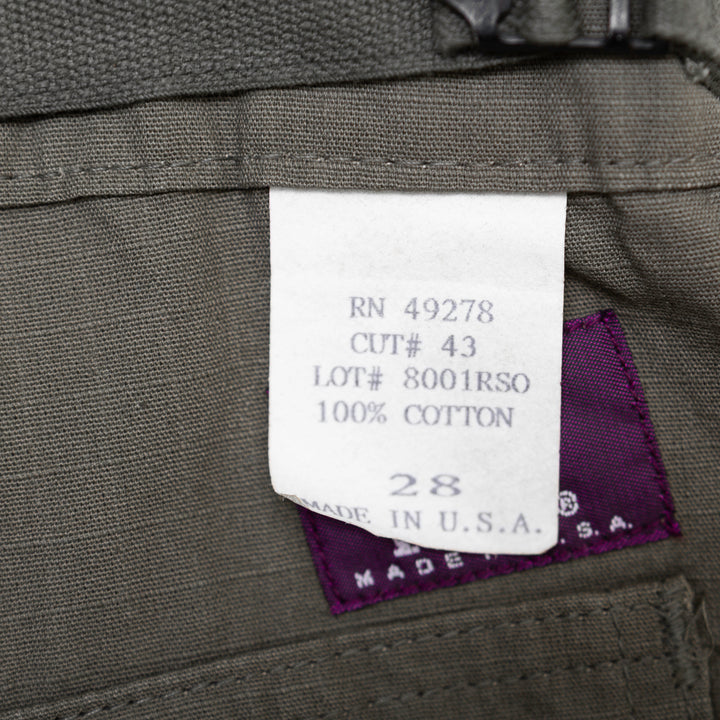 RN 49278
CUT# 43
LOT# 8001RSO
100% COTTON
28
MADE IN U.S.A.
®
MADE S.A.